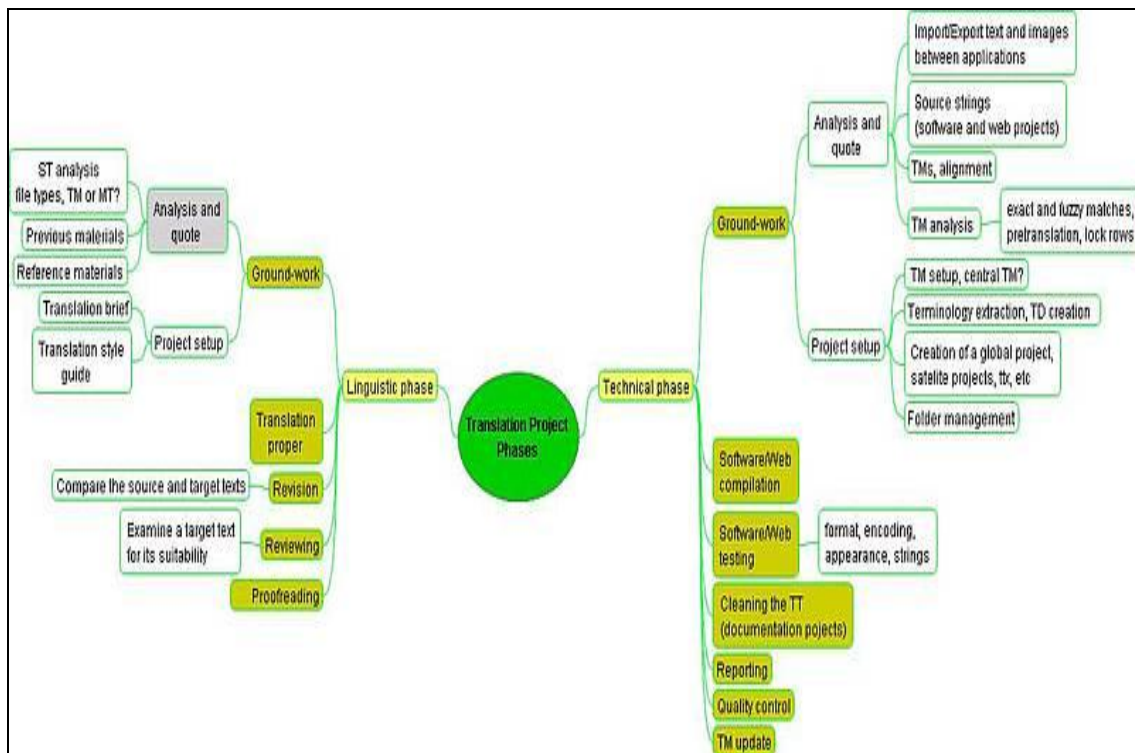 Translation Project
Phases
Linguistic phase
Ground-work
Analysis and
quote
ST analysis
file types, TM or MT?
Previous materials
Reference materials
Project setup
Translation brief
Translation style
guide
Translation
proper
Revision
Compare the source and target texts
Reviewing
Examine a target text
for its suitability
Proofreading
Technical phase
Ground-work
Analysis and
quote
Import/Export text and images
between applications
Source strings
(software and web projects)
TMs, alignment
TM analysis
exact and fuzzy matches,
pretranslation, lock rows
Project setup
TM setup, central TM?
Terminology extraction, TD creation
Creation of a global project,
satelite projects, ttx, etc
Folder management
Software/Web
compilation
Software/Web
testing
format, encoding,
appearance, strings
Cleaning the TT
(documentation pojects)
Reporting
Quality control
TM update